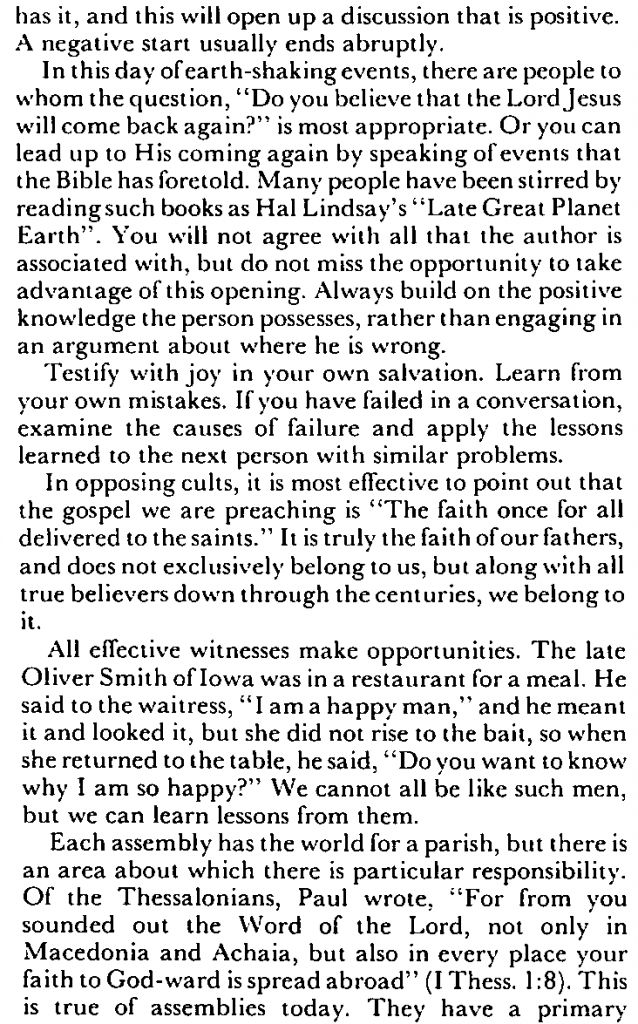 has it, and this will open up a discussion that is positive.
A negative start usually ends abruptly.
In this day of earth-shaking events, there are people to
whom the question, "Do you believe that the Lord Jesus
will come back again?" is most appropriate. Or you can
lead up to His coming again by speaking of events that
the Bible has foretold. Many people have been stirred by
reading such books as Hal Lindsay's "Late Great Planet
Earth". You will not agree with all that the author is
associated with, but do not miss the opportunity to take
advantage of this opening. Always build on the positive
knowledge the person possesses, rather than engaging in
an argument about where he is wrong.
Testify with joy in your own salvation. Learn from
your own mistakes. If you have failed in a conversation,
examine the causes of failure and apply the lessons
learned to the next person with similar problems.
In opposing cults, it is most effective to point out that
the gospel we are preaching is "The faith once for all
delivered to the saints." It is truly the faith of our fathers,
and does not exclusively belong to us, but along with all
true believers down through the centuries, we belong to
it.
All effective witnesses make opportunities. The late
Oliver Smith of Iowa was in a restaurant for a meal. He
said to the waitress, "I am a happy man," and he meant
it and looked it, but she did not rise to the bait, so when
she returned to the table, he said, "Do you want to know
why I am so happy?" We cannot all be like such men,
but we can learn lessons from them.
Each assembly has the world for a parish, but there is
an area about which there is particular responsibility.
Of the Thessalonians, Paul wrote, "For from you
sounded out the Word of the Lord, not only in
Macedonia and Achaia, but also in every place your
faith to God-ward is spread abroad" (I Thess. 1:8). This
is true of assemblies today. They have a primary